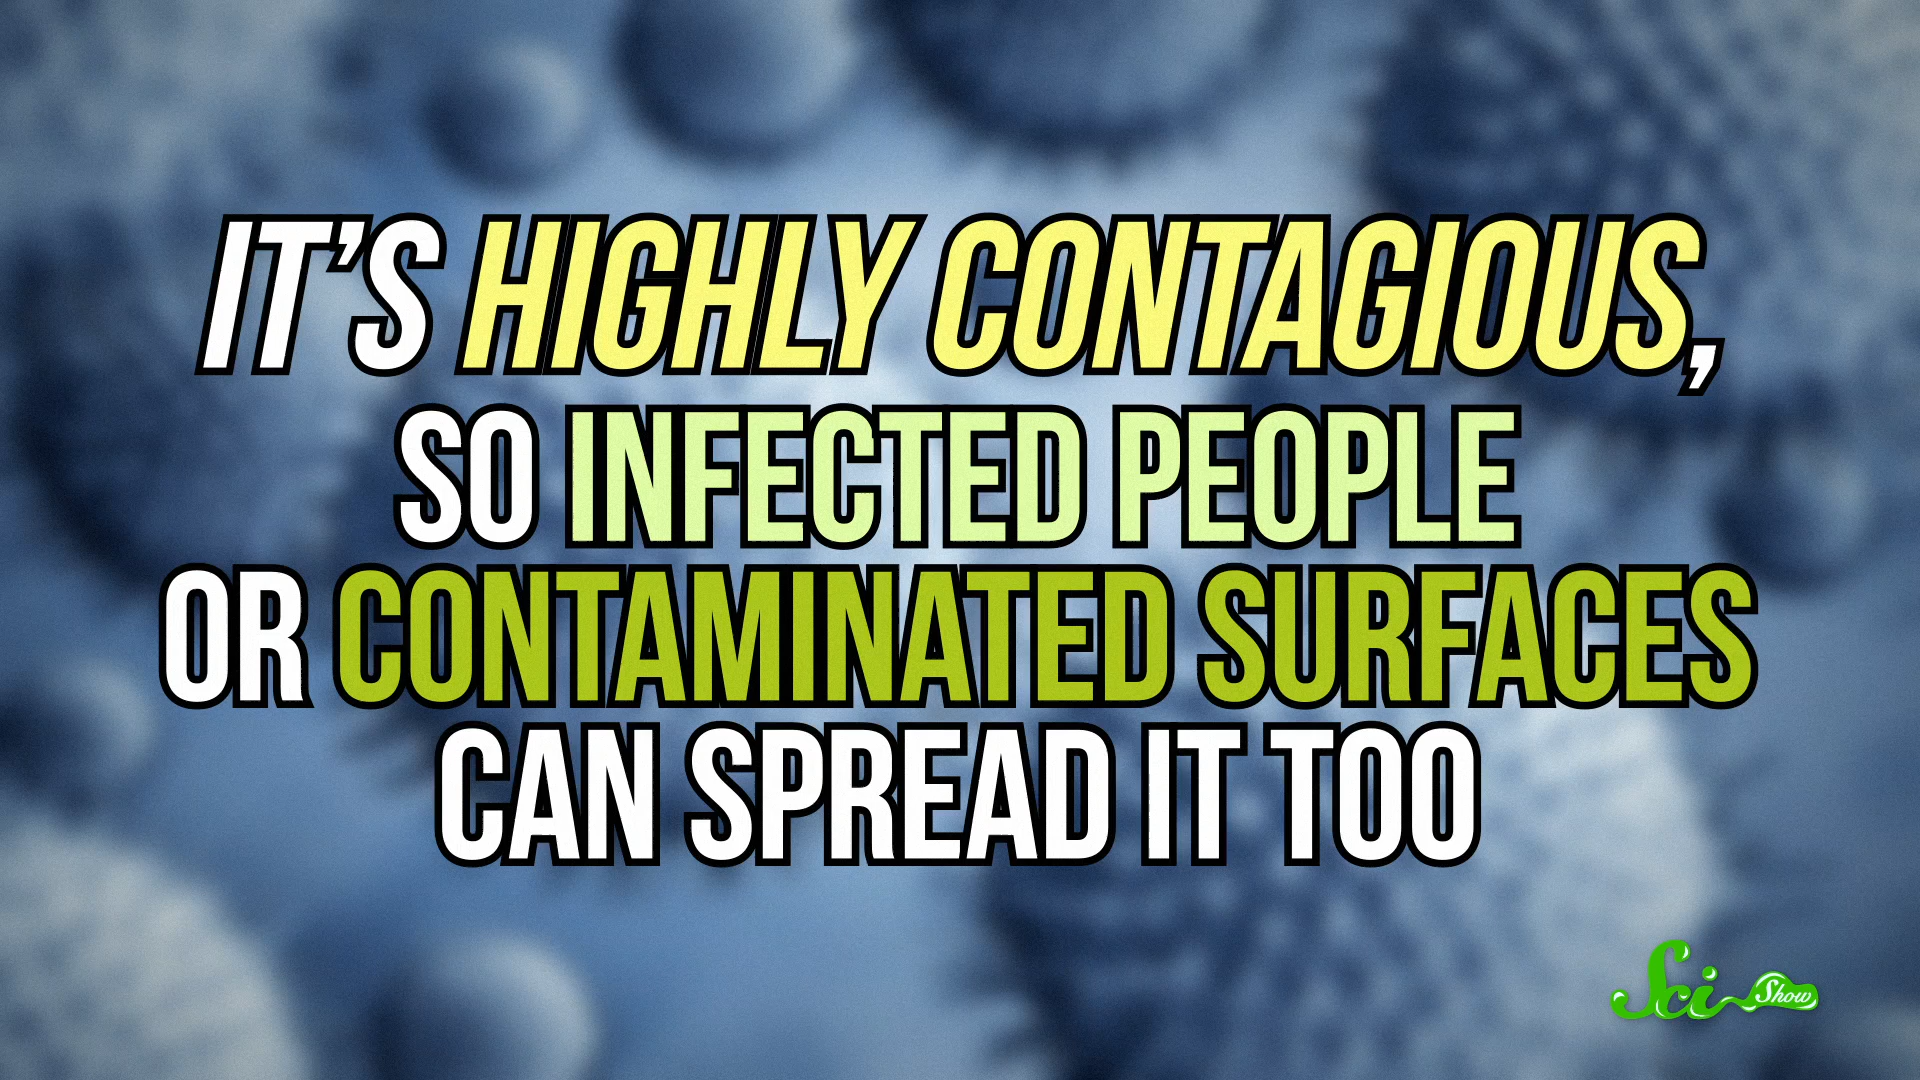 IT'S HIGHLY CONTAGIOUS,
SO INFECTED PEOPLE
OR CONTAMINATED SURFACES
CAN SPREAD IT TOO
Sci Show